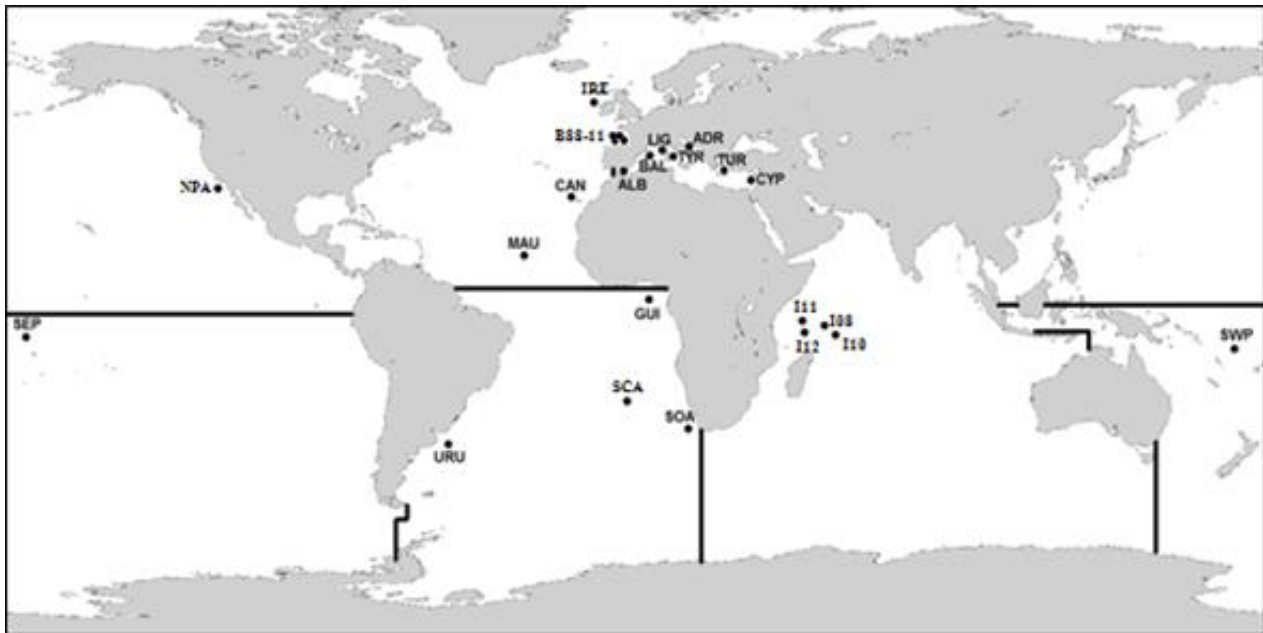 IRE
BSS-11
LIG
ADR
BAL
TYR
TUR
NPA
CAN
ALB
CYP
MAU
I11
GUI
I08
SEP
I12
I10
SWP
SCA
SOA
URU